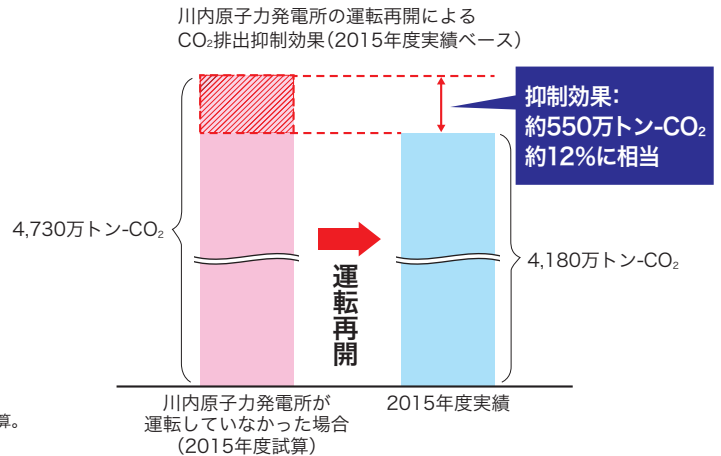 川内原子力発電所の運転再開による
CO₂排出抑制効果（2015年度実績ベース）
抑制効果：
約550万トン-CO₂
約12%に相当
4,730万トン-CO₂
4,180万トン-CO₂
運転再開
川内原子力発電所が
運転していなかった場合
（2015年度試算）
2015年度実績
算。